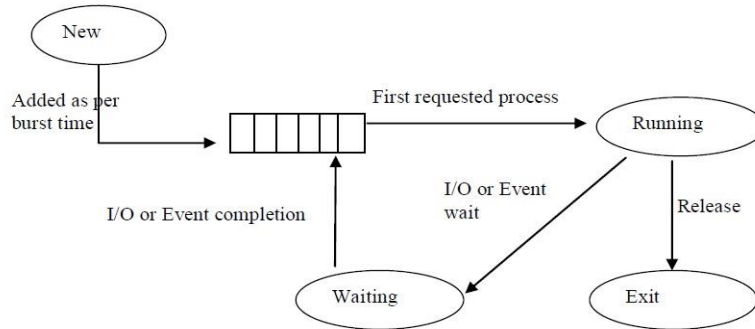 New
Added as per
burst time
First requested process
Running
I/O or Event completion
I/O or Event
wait
Release
Waiting
Exit